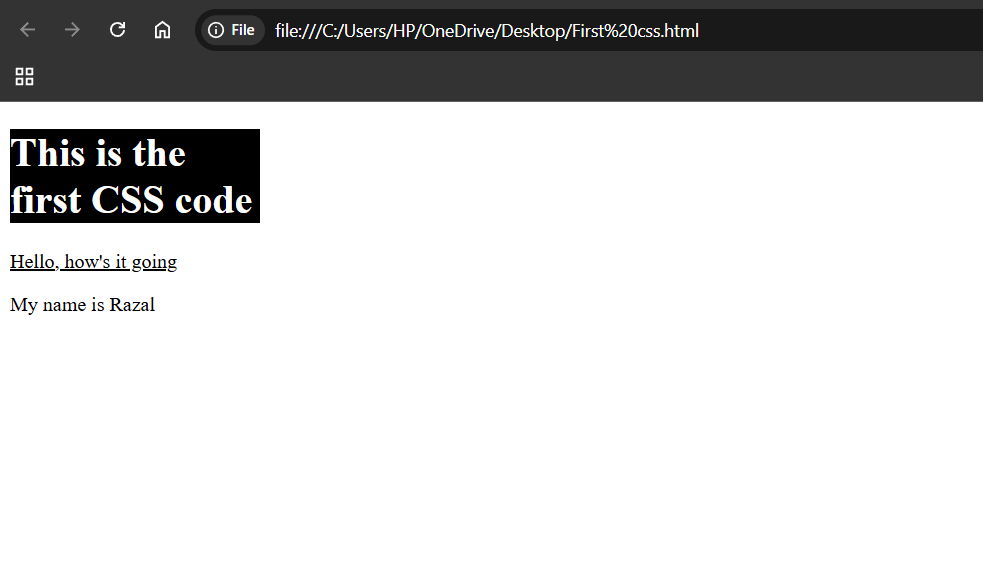 File
file:///C:/Users/HP/OneDrive/Desktop/First%20css.html
This is the
first CSS code
Hello, how's it going
My name is Razal